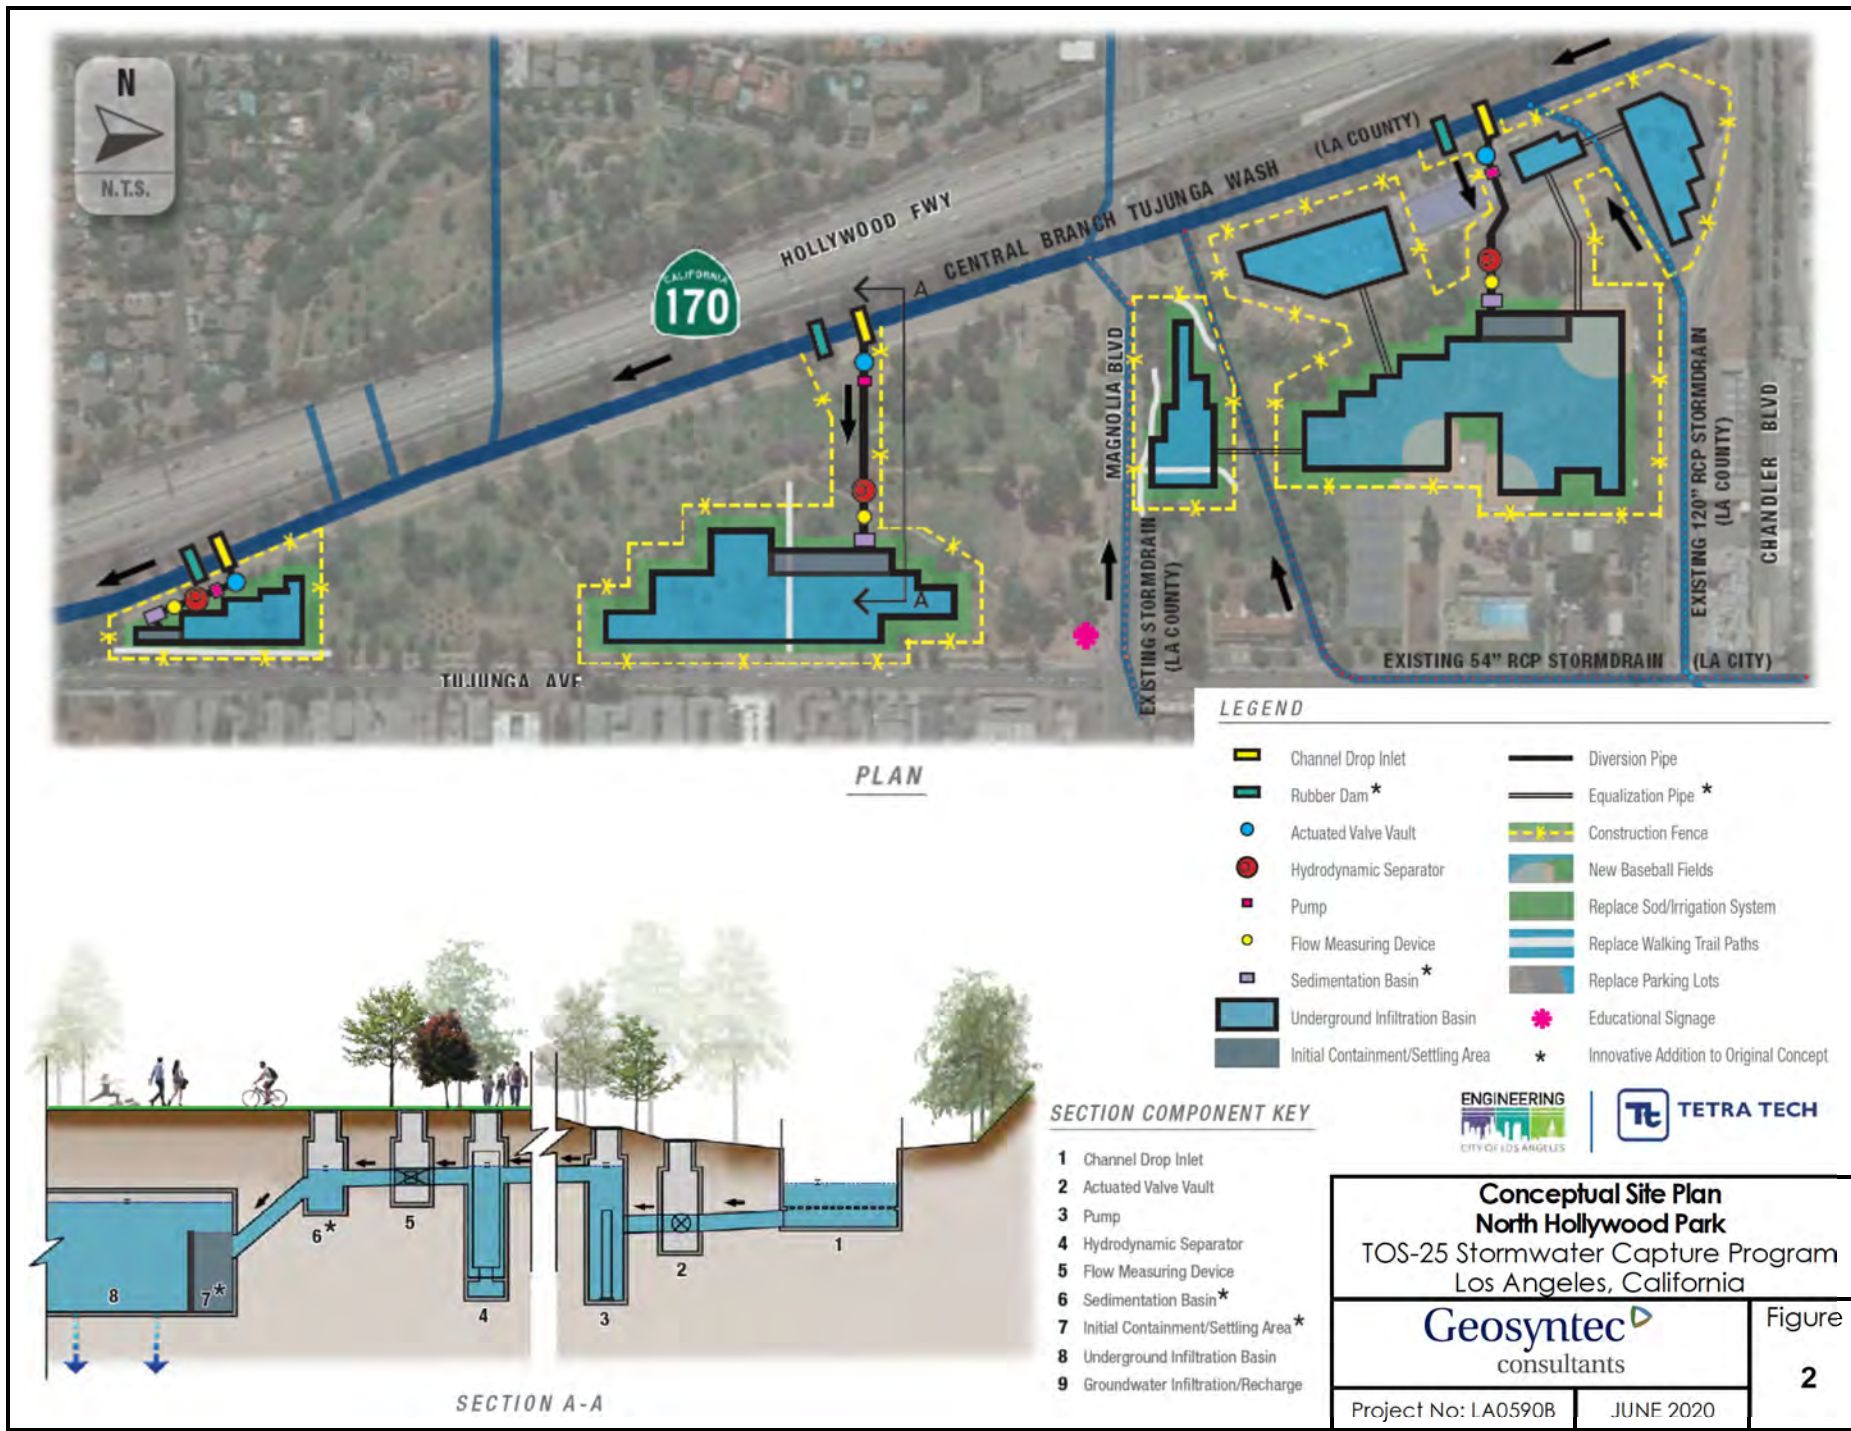 N
N.T.S.
HOLLYWOOD FWY
CALIFORNIA
170
CENTRAL BRANCH TUJUNGA WASH (LA COUNTY)
A
A
MAGNOLIA BLVD
EXISTING STORMDRAIN
(LA COUNTY)
EXISTING 120" RCP STORMDRAIN
(LA COUNTY)
CHANDLER BLVD
EXISTING 54" RCP STORMDRAIN (LA CITY)
TUJUNGA AVE
PLAN
LEGEND
Channel Drop Inlet
Rubber Dam *
Actuated Valve Vault
Hydrodynamic Separator
Pump
Flow Measuring Device
Sedimentation Basin *
Underground Infiltration Basin
Initial Containment/Settling Area
Diversion Pipe
Equalization Pipe *
Construction Fence
New Baseball Fields
Replace Sod/Irrigation System
Replace Walking Trail Paths
Replace Parking Lots
Educational Signage
* Innovative Addition to Original Concept
ENGINEERING
CITY OF LOS ANGELES
Tt TETRA TECH
8
7*
6*
5
4
3
2
1
SECTION A-A
SECTION COMPONENT KEY
1 Channel Drop Inlet
2 Actuated Valve Vault
3 Pump
4 Hydrodynamic Separator
5 Flow Measuring Device
6 Sedimentation Basin*
7 Initial Containment/Settling Area*
8 Underground Infiltration Basin
9 Groundwater Infiltration/Recharge
Conceptual Site Plan
North Hollywood Park
TOS-25 Stormwater Capture Program
Los Angeles, California
Geosyntec
consultants
Figure
2
Project No: LA0590B
JUNE 2020